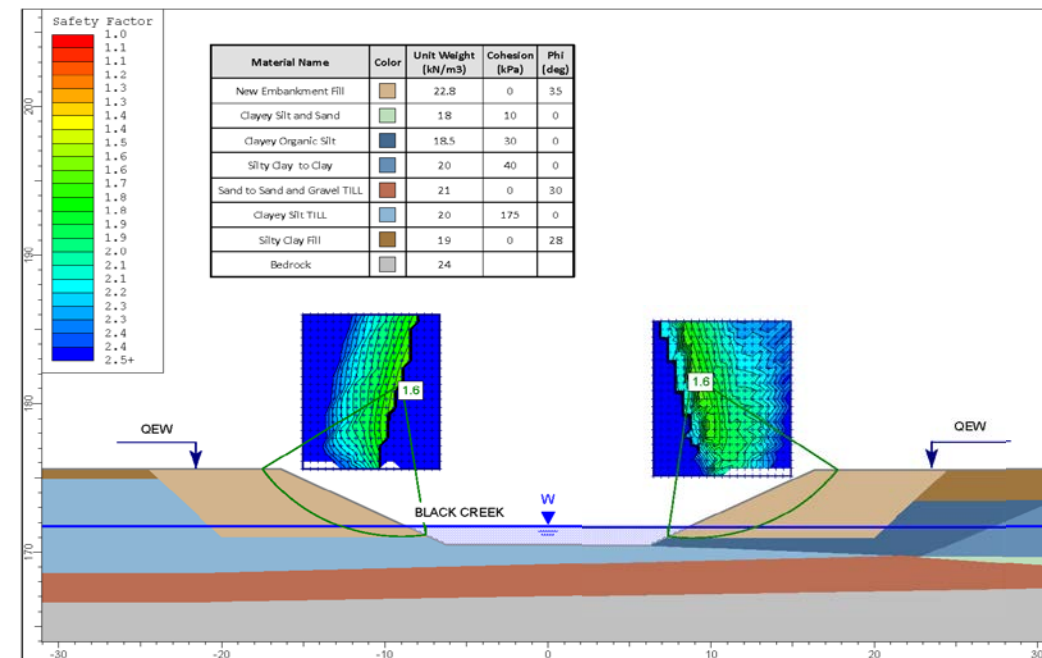 Safety Factor
1.0
1.1
1.1
1.2
1.3
1.3
1.4
1.4
1.5
1.6
1.6
1.7
1.8
1.8
1.9
1.9
2.0
2.1
2.1
2.2
2.3
2.3
2.4
2.4
2.5+
Material Name Color Unit Weight (kN/m3) Cohesion (kPa) Phi (deg)
New Embankment Fill 22.8 0 35
Clayey Silt and Sand 18 10 0
Clayey Organic Silt 18.5 30 0
Silty Clay to Clay 20 40 0
Sand to Sand and Gravel TILL 21 0 30
Clayey Silt TILL 20 175 0
Silty Clay Fill 19 0 28
Bedrock 24
200
190
180
170
1.6
1.6
QEW
QEW
W
BLACK CREEK
-30 -20 -10 0 10 20 30